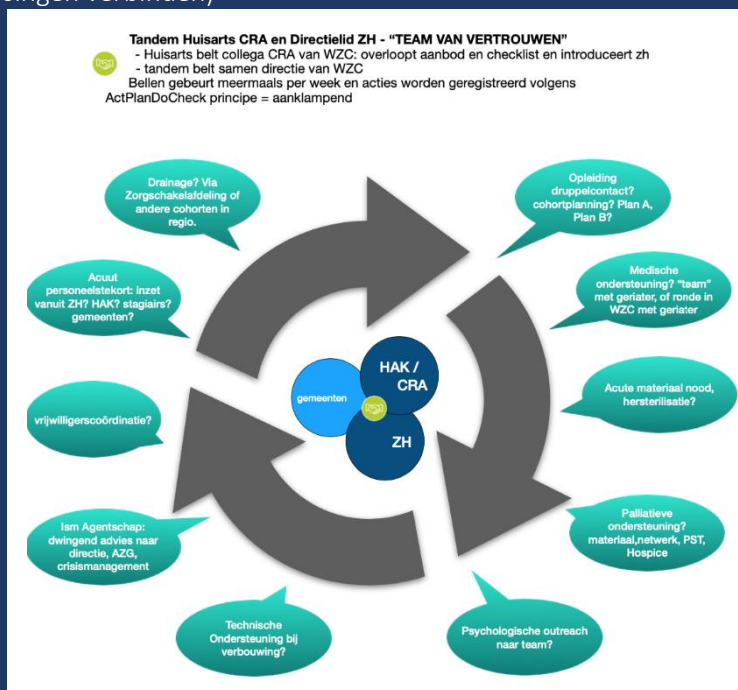 Tandem Huisarts CRA en Directielid ZH - “TEAM VAN VERTROUWEN”
- Huisarts belt collega CRA van WZC: overloopt aanbod en checklist en introduceert zh
- tandem belt samen directie van WZC
Bellen gebeurt meermaals per week en acties worden geregistreerd volgens
ActPlanDoCheck principe = aanklampend
Drainage? Via
Zorgschakelafdeling of
andere cohorten in
regio.
Opleiding
druppelcontact?
cohortplanning? Plan A,
Plan B?
Acuut
personeelstekort: inzet
vanuit ZH? HAK? stagiairs?
gemeenten?
Medische
ondersteuning? “team”
met geriater, of ronde in
WZC met geriater
HAK /
CRA
gemeenten
ZH
Acute materiaal nood,
hersterilisatie?
vrijwilligerscoördinatie?
Palliatieve
ondersteuning?
materiaal,netwerk, PST,
Hospice
Ism Agentschap:
dwingend advies naar
directie, AZG,
crisismanagement
Technische
Ondersteuning bij
verbouwing?
Psychologische outreach
naar team?